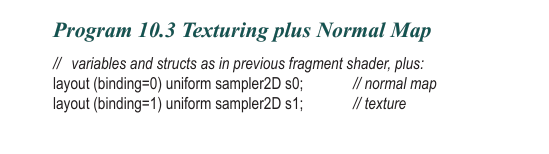 Program 10.3 Texturing plus Normal Map
// variables and structs as in previous fragment shader, plus:
layout (binding=0) uniform sampler2D s0; // normal map
layout (binding=1) uniform sampler2D s1; // texture